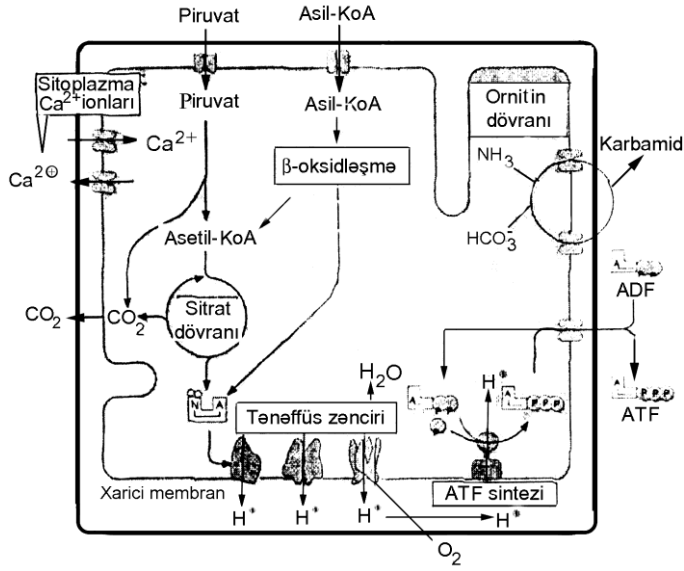 Piruvat
Asil-KoA
Sitoplazma
Ca²⁺ionları
Piruvat
Asil-KoA
Ornitin
dövranı
Ca²⁺
NH₃
Karbamid
Ca²⊕
β-oksidləşmə
Asetil-KoA
HCO₃⁻
ADF
CO₂
CO₂
Sitrat
dövranı
H₂O
H⁺
A
A
P P P
A
P P P
ATF
N A
Tənəffüs zənciri
Xarici membran
ATF sintezi
H⁺
H⁺
H⁺
H⁺
O₂